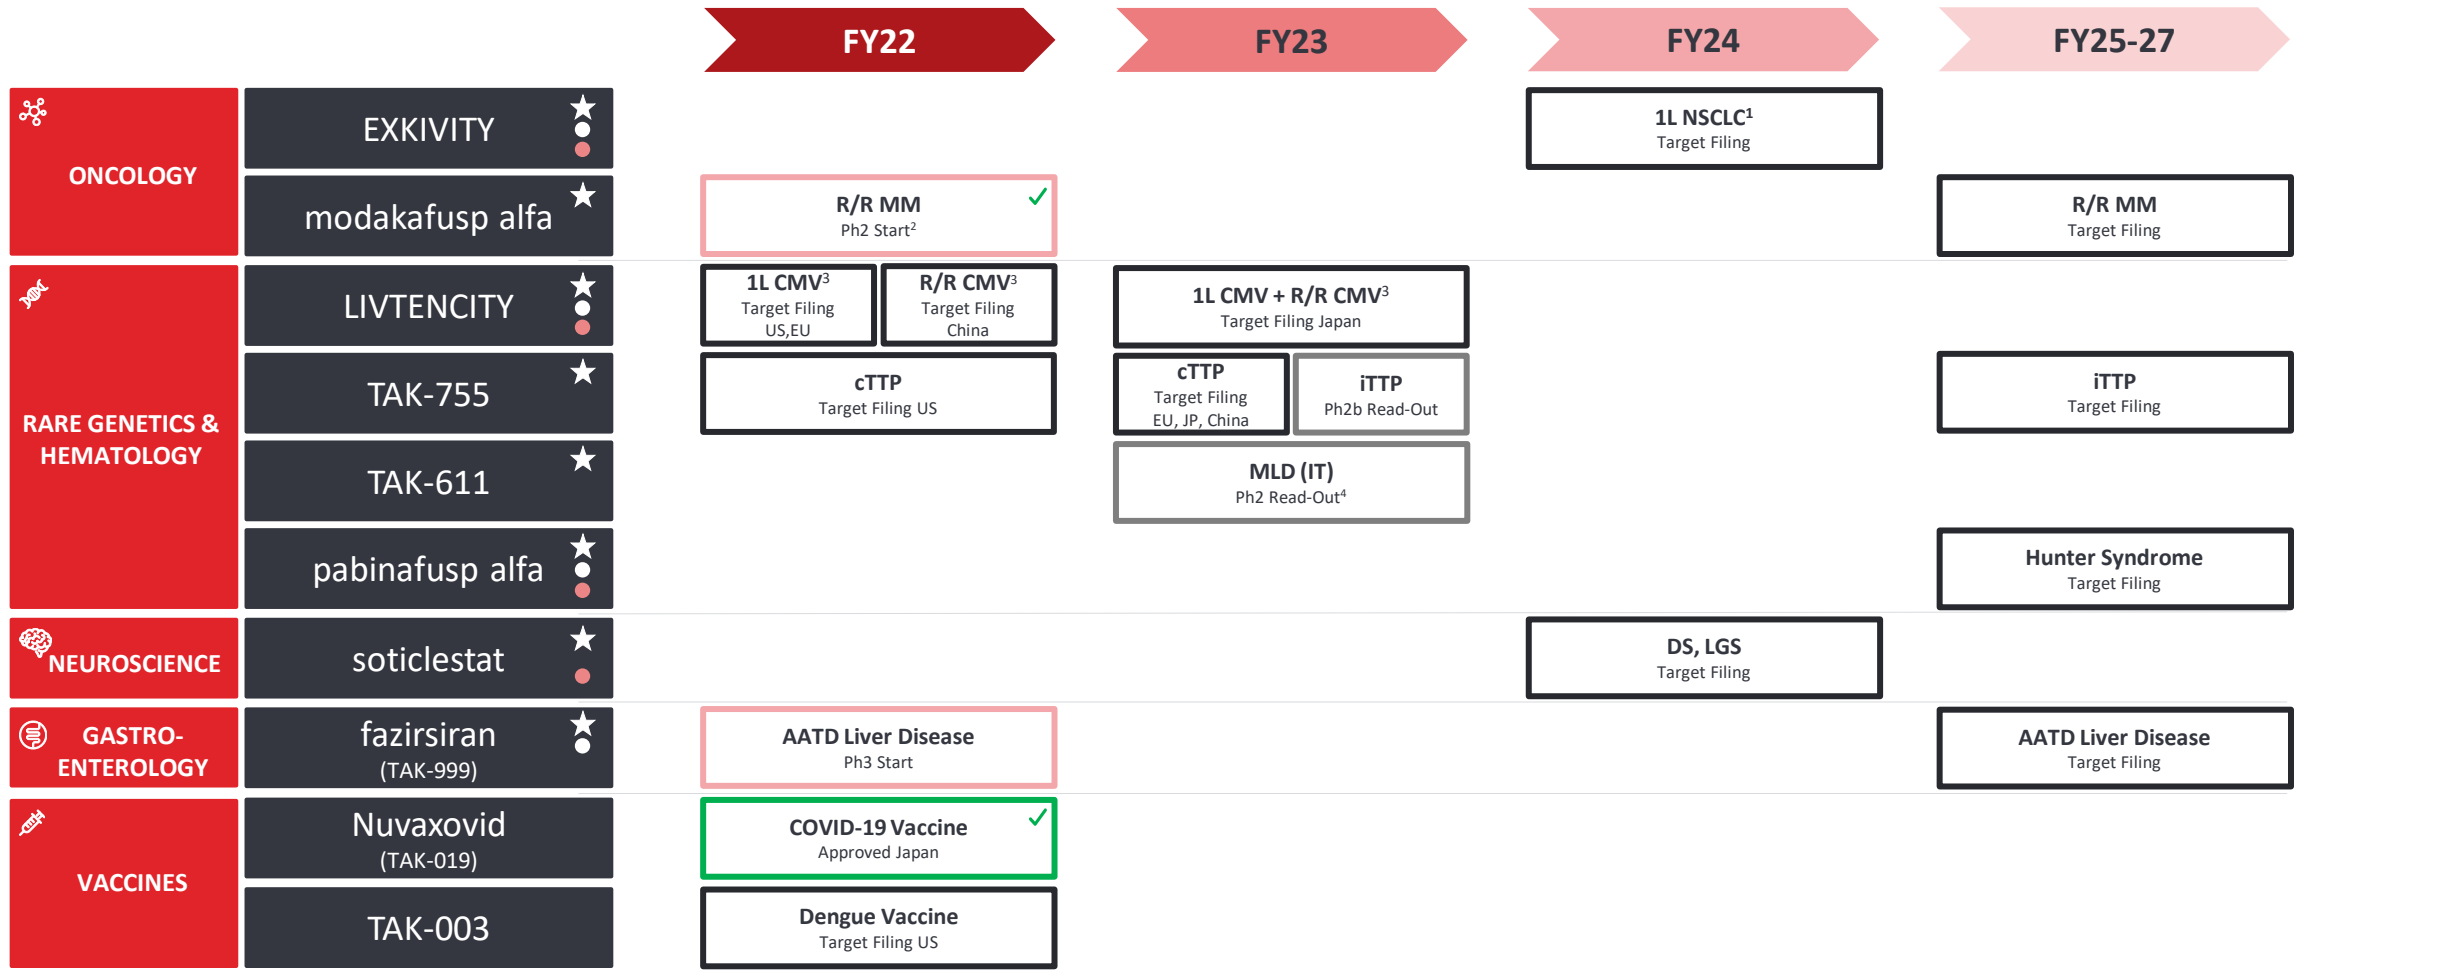 FY22
FY23
FY24
FY25-27
ONCOLOGY
EXKIVITY
1L NSCLC¹
Target Filing
modakafusp alfa
R/R MM
Ph2 Start²
R/R MM
Target Filing
RARE GENETICS &
HEMATOLOGY
LIVTENCITY
1L CMV³
Target Filing
US,EU
R/R CMV³
Target Filing
China
1L CMV + R/R CMV³
Target Filing Japan
TAK-755
cTTP
Target Filing US
cTTP
Target Filing
EU, JP, China
iTTP
Ph2b Read-Out
iTTP
Target Filing
TAK-611
MLD (IT)
Ph2 Read-Out⁴
pabinafusp alfa
Hunter Syndrome
Target Filing
NEUROSCIENCE
soticlestat
DS, LGS
Target Filing
GASTRO-
ENTEROLOGY
fazirsiran
(TAK-999)
AATD Liver Disease
Ph3 Start
AATD Liver Disease
Target Filing
VACCINES
Nuvaxovid
(TAK-019)
COVID-19 Vaccine
Approved Japan
TAK-003
Dengue Vaccine
Target Filing US